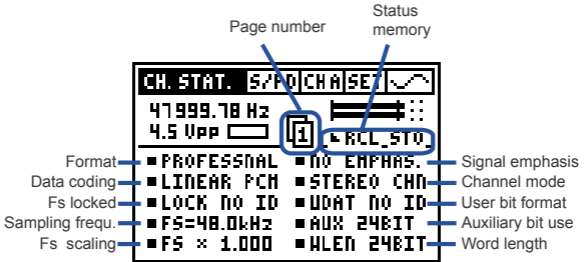 Page number
Status
memory
CH. STAT. S/PD CH A SET
47999.78 Hz
4.5 Vpp
1
RCL_STO
Format
PROFESSNAL
NO EMPHAS.
Signal emphasis
Data coding
LINEAR PCM
STEREO CHN
Channel mode
Fs locked
LOCK NO ID
UDAT NO ID
User bit format
Sampling frequ.
FS=48.0kHz
AUX 24BIT
Auxiliary bit use
Fs scaling
FS × 1.000
WLEN 24BIT
Word length